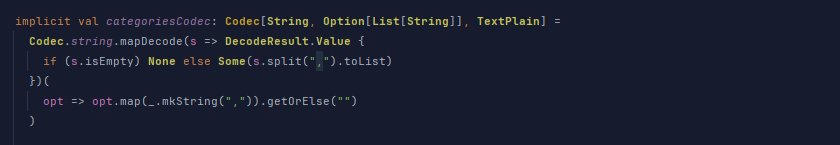 implicit val categoriesCodec: Codec[String, Option[List[String]], TextPlain] =
Codec.string.mapDecode(s => DecodeResult.Value {
if (s.isEmpty) None else Some(s.split(",").toList)
})(
opt => opt.map(_.mkString(",")).getOrElse("")
)